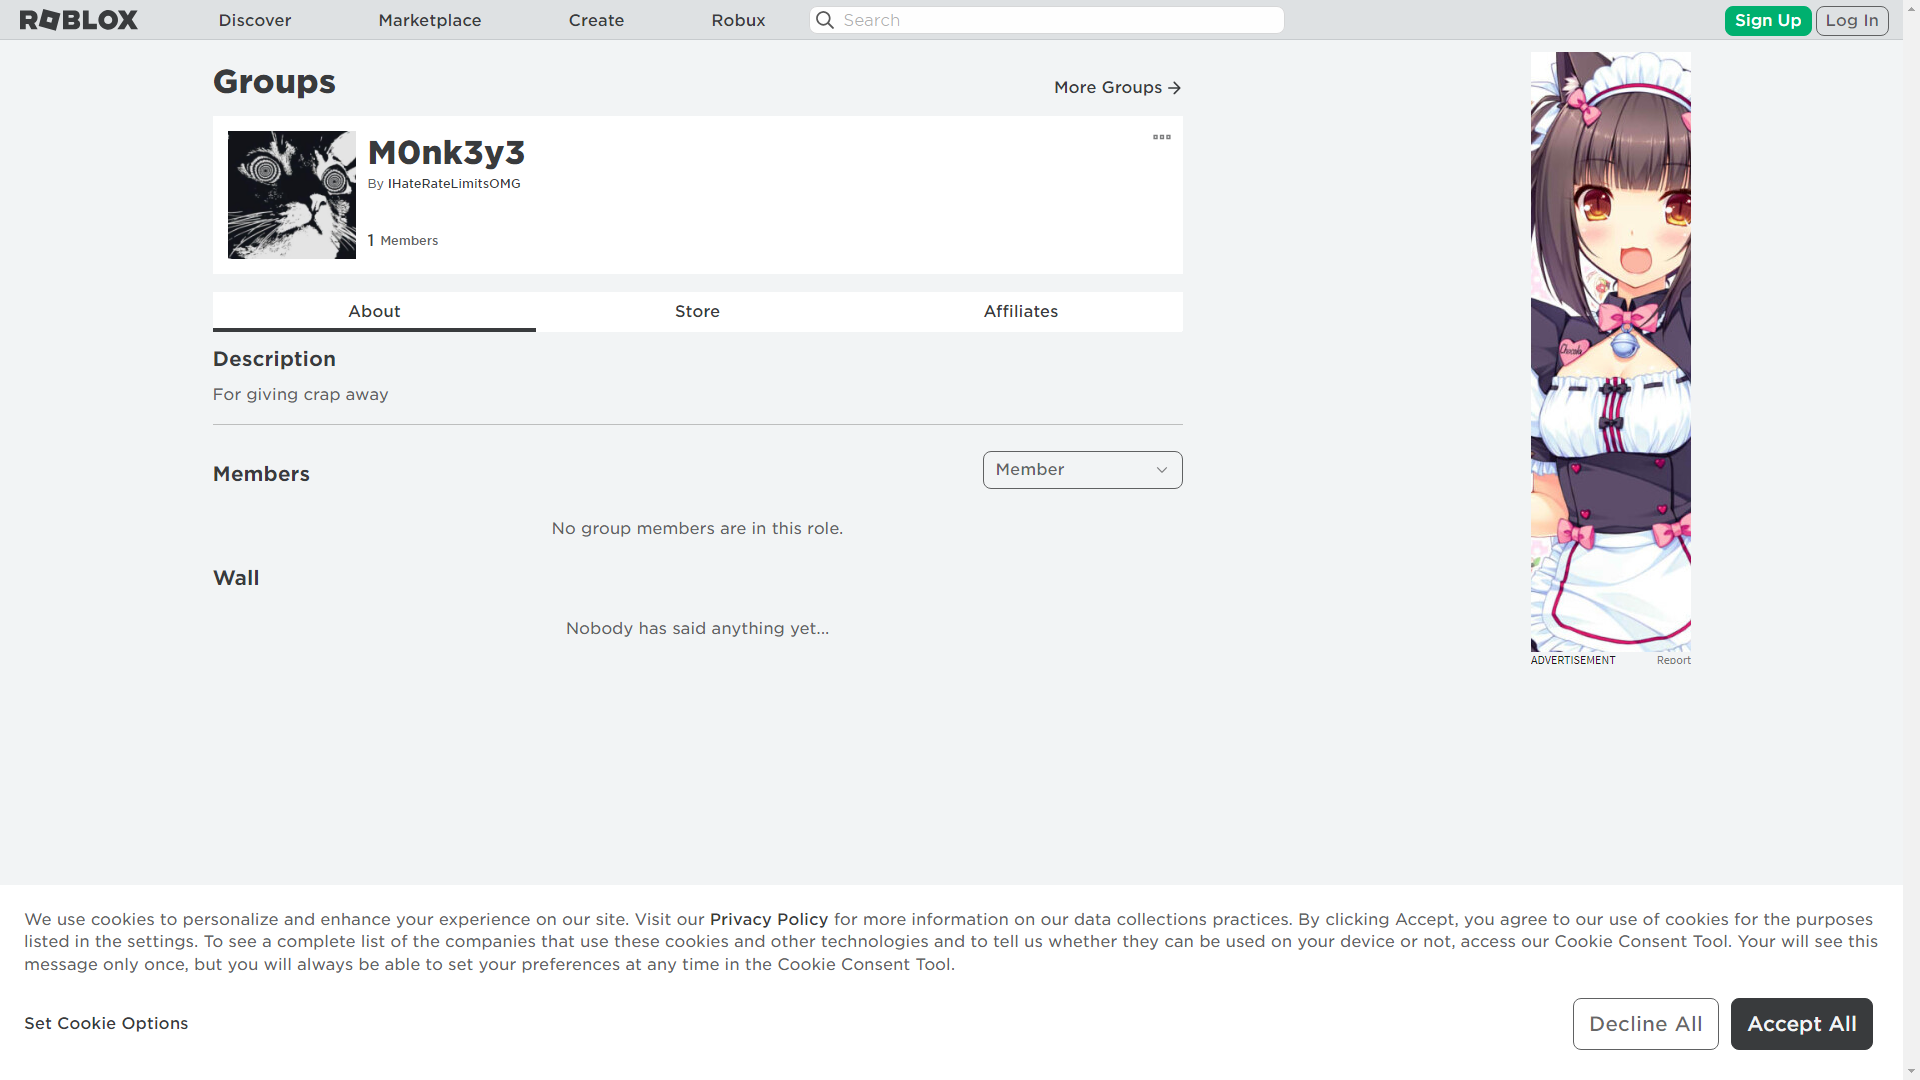 ROBLOX
Discover
Marketplace
Create
Robux
Search
Sign Up
Log In
Groups
More Groups
M0nk3y3
By IHateRateLimitsOMG
1 Members
About
Store
Affiliates
Description
For giving crap away
Members
Member
No group members are in this role.
Wall
Nobody has said anything yet...
Chocola
ADVERTISEMENT
Report
We use cookies to personalize and enhance your experience on our site. Visit our Privacy Policy for more information on our data collections practices. By clicking Accept, you agree to our use of cookies for the purposes
listed in the settings. To see a complete list of the companies that use these cookies and other technologies and to tell us whether they can be used on your device or not, access our Cookie Consent Tool. Your will see this
message only once, but you will always be able to set your preferences at any time in the Cookie Consent Tool.
Set Cookie Options
Decline All
Accept All